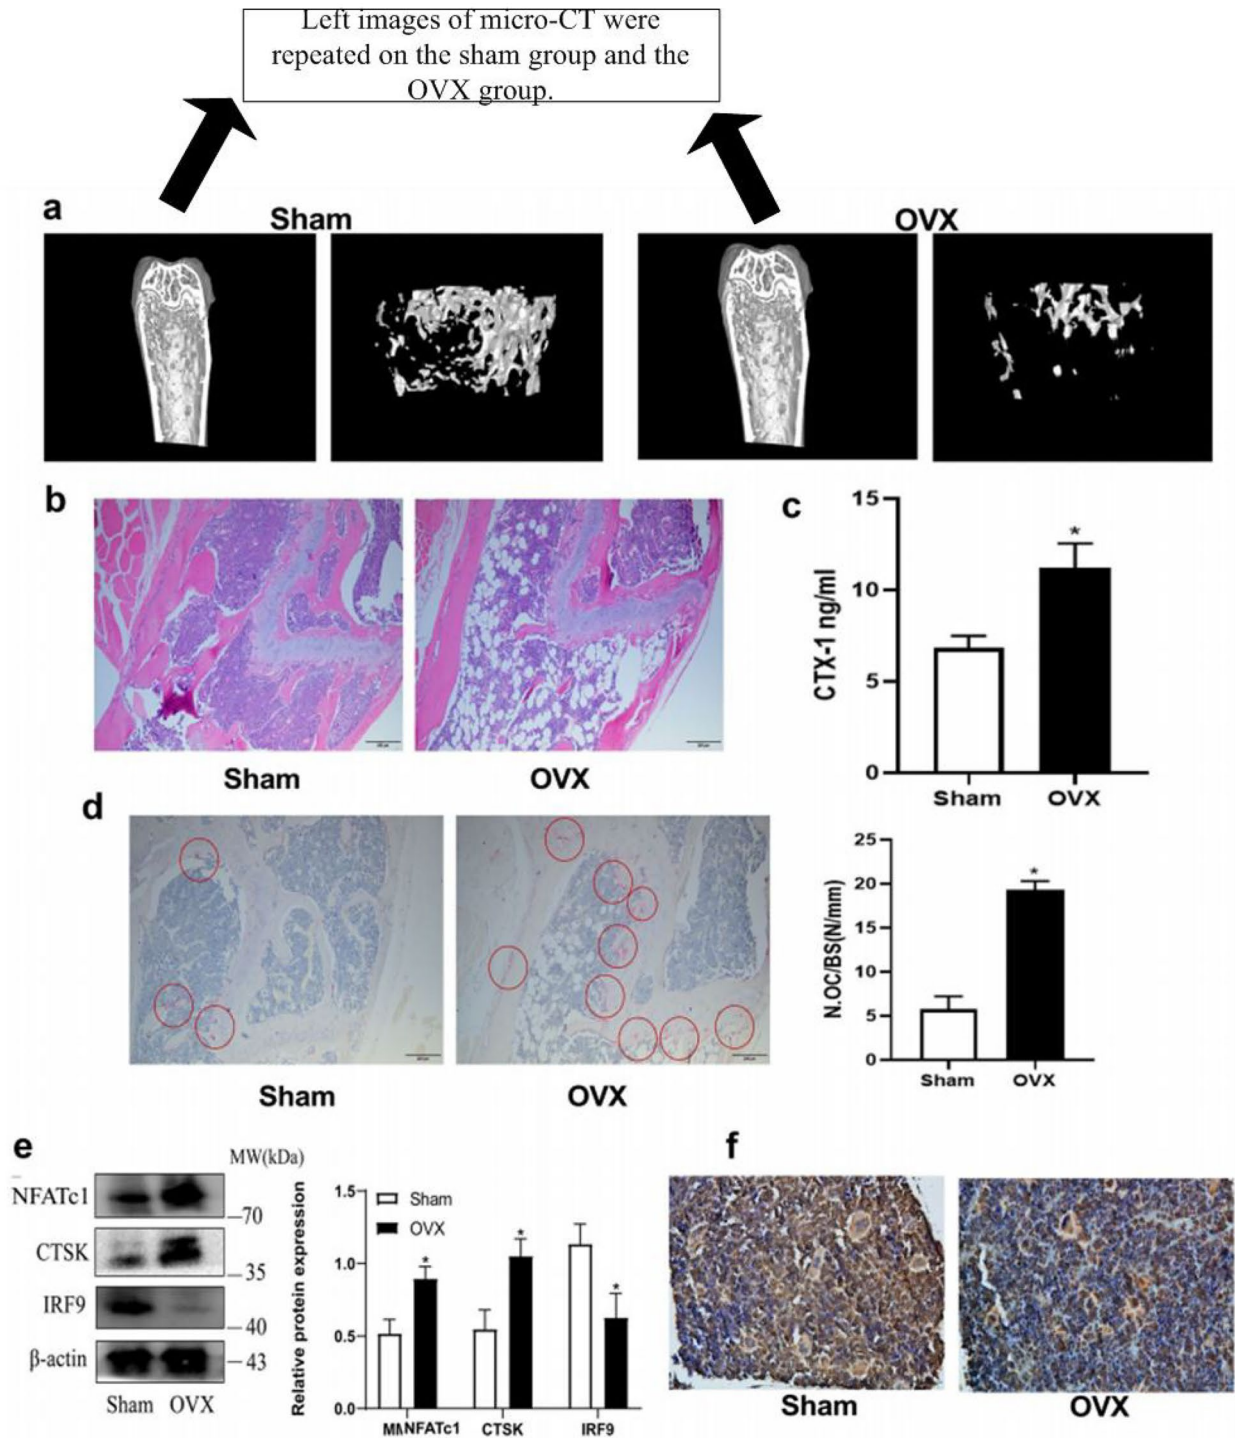 Left images of micro-CT were
repeated on the sham group and the
OVX group.
a
Sham
OVX
b
Sham
OVX
c
CTX-1 ng/ml
15
10
5
0
Sham
OVX
d
Sham
OVX
N.OC/BS(N/mm)
25
20
15
10
5
0
Sham
OVX
e
MW(kDa)
NFATc1
70
CTSK
35
IRF9
40
β-actin
43
Sham OVX
Relative protein expression
1.5
1.0
0.5
0.0
Sham
OVX
NFATc1
CTSK
IRF9
f
Sham
OVX